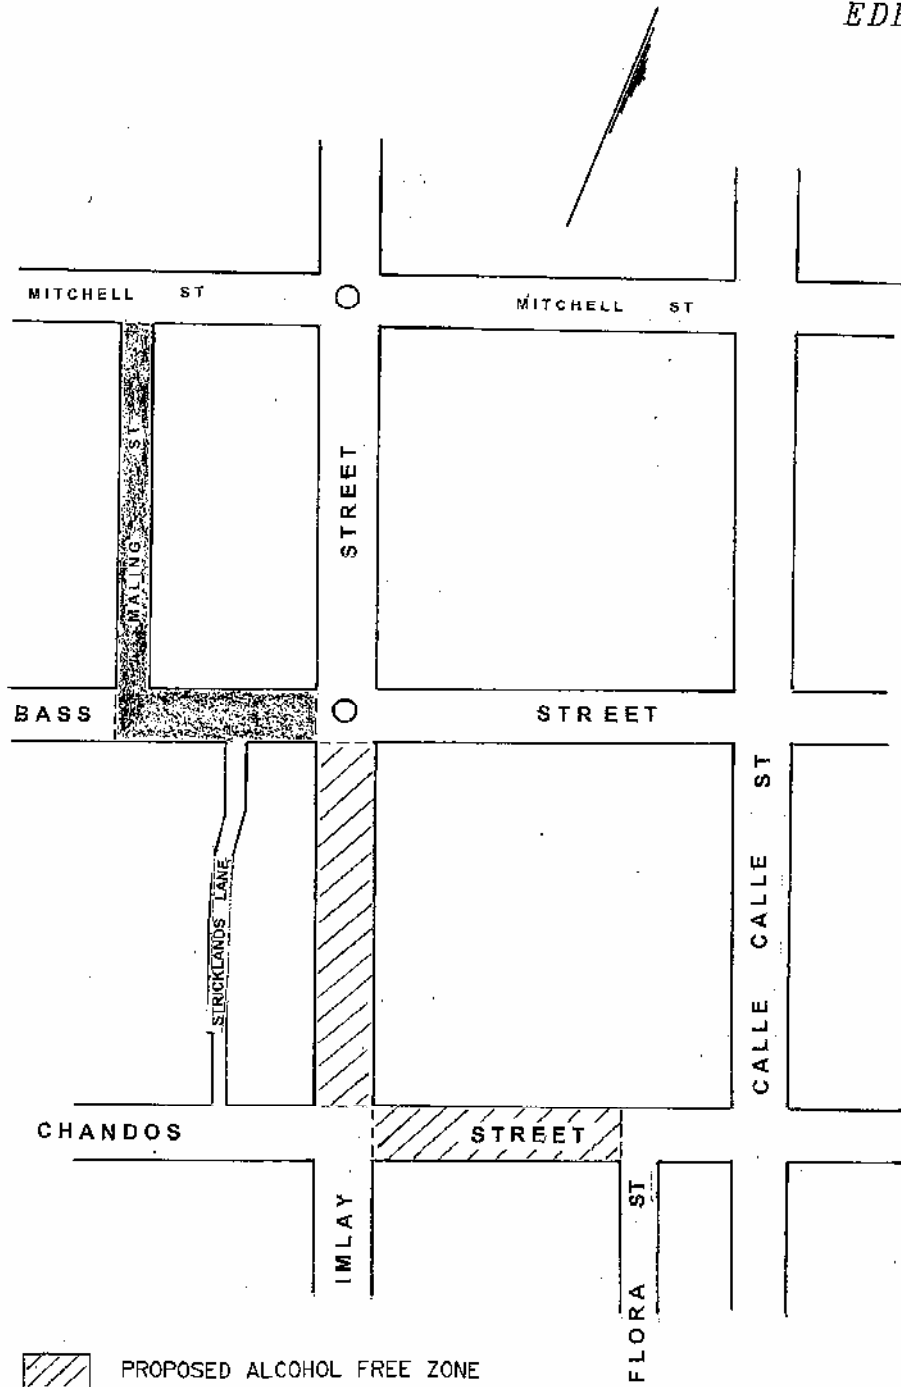 MITCHELL ST
MITCHELL ST
MALING ST
STREET
BASS
STREET
STRICKLANDS LANE
CALLE CALLE ST
CHANDOS
STREET
IMLAY
FLORA ST
PROPOSED ALCOHOL FREE ZONE